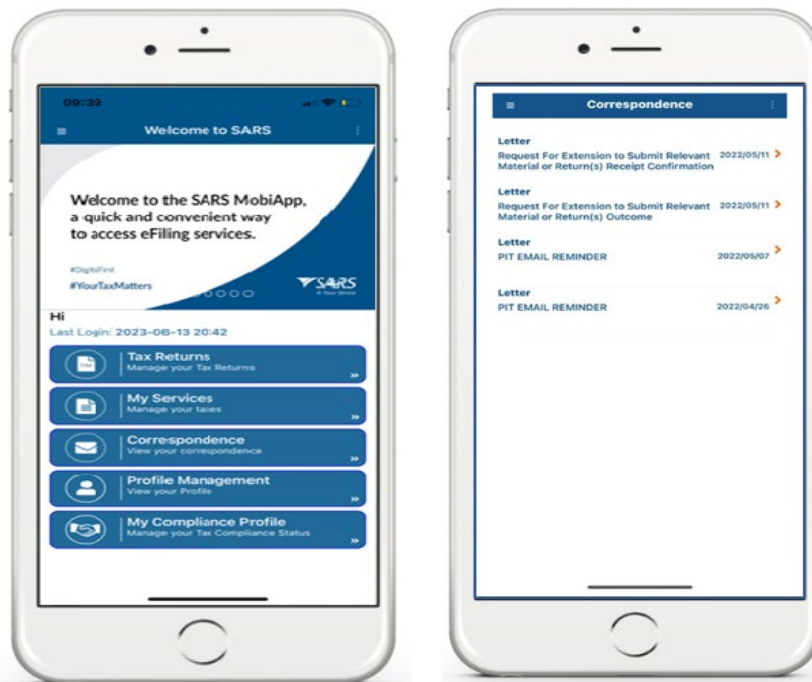 09:39
Welcome to SARS
Welcome to the SARS MobiApp,
a quick and convenient way
to access eFiling services.
#DigitalFirst
#YourTaxMatters
SARS
At Your Service
Hi
Last Login: 2023-06-13 20:42
Tax Returns
Manage your Tax Returns
My Services
Manage your taxes
Correspondence
View your correspondence
Profile Management
View your Profile
My Compliance Profile
Manage your Tax Compliance Status
Correspondence
Letter
Request For Extension to Submit Relevant 2022/05/11
Material or Return(s) Receipt Confirmation
Letter
Request For Extension to Submit Relevant 2022/05/11
Material or Return(s) Outcome
Letter
PIT EMAIL REMINDER 2022/05/07
Letter
PIT EMAIL REMINDER 2022/04/26